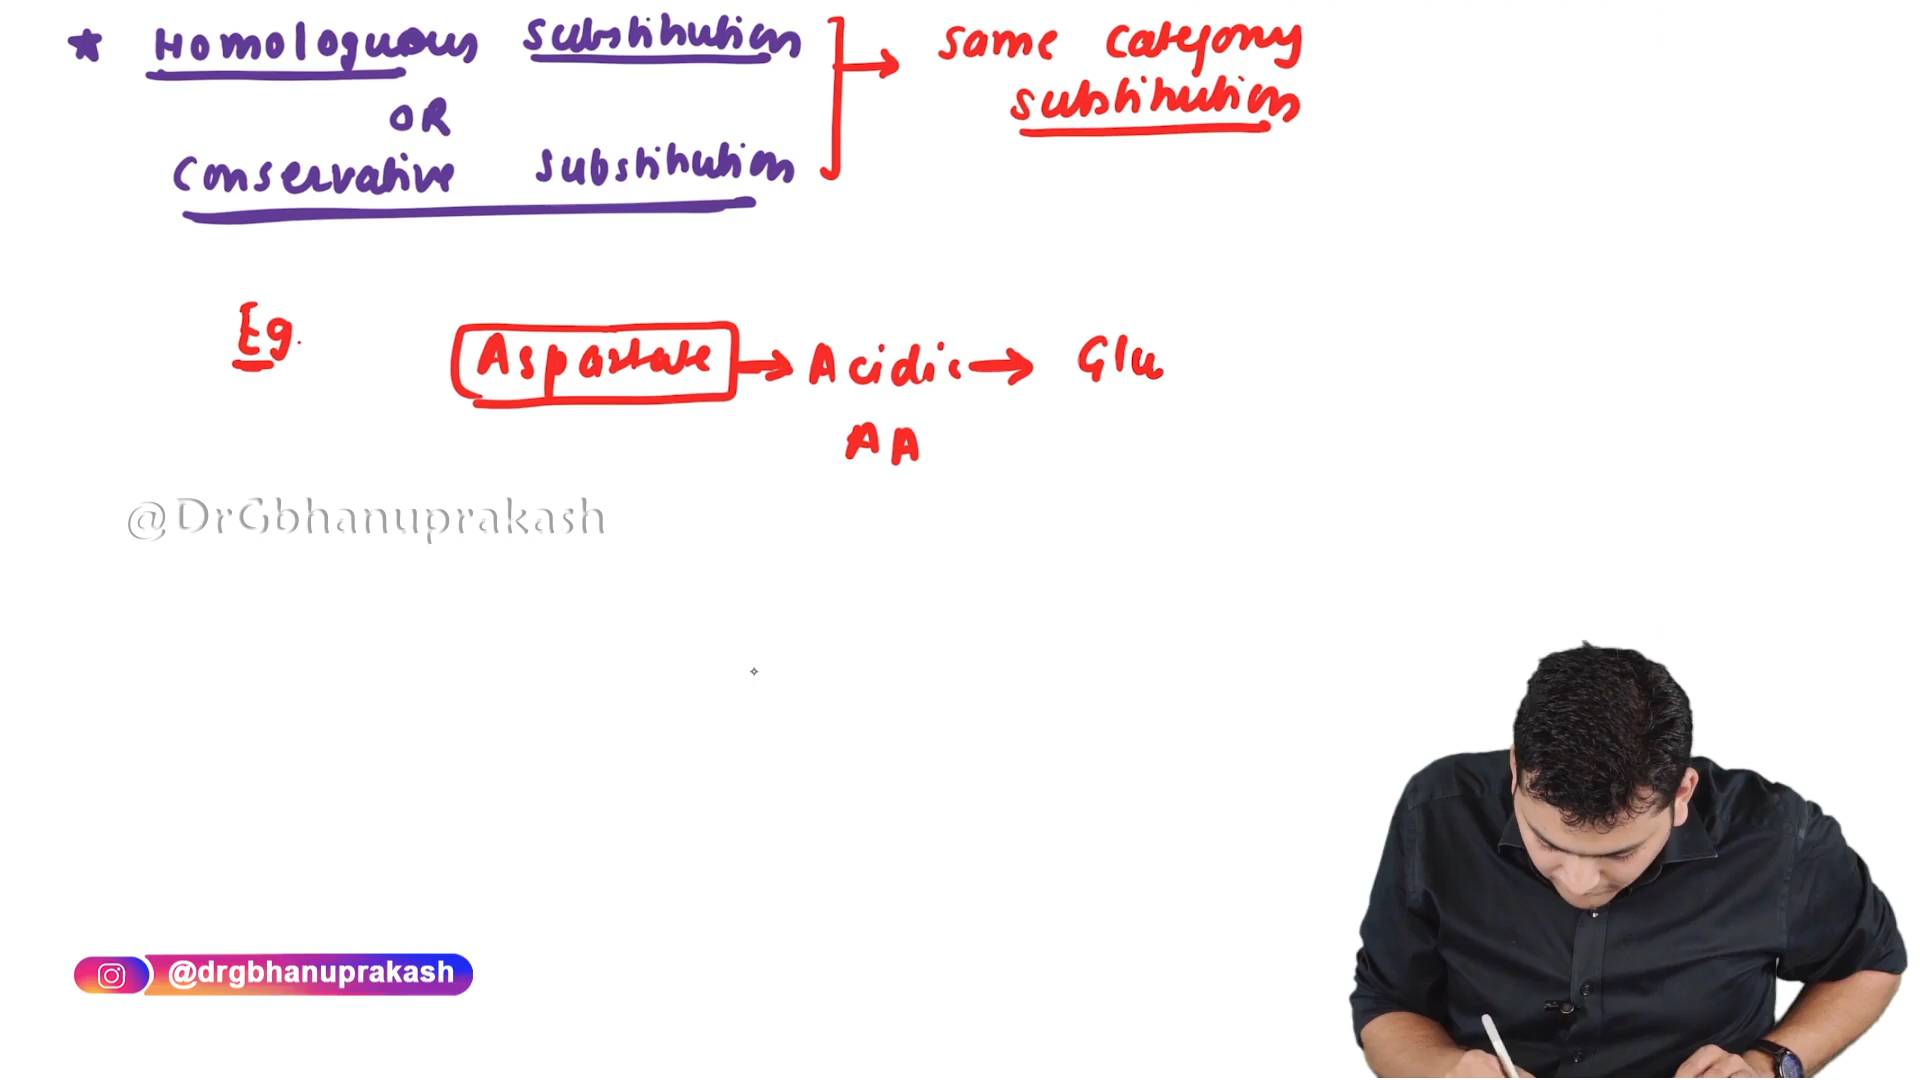 ★ Homologuous substitution → same category
substitution
OR
Conservative substitution
Eg. Aspartate → Acidic → Glu
AA
@DrGbhanuprakash
@drgbhanuprakash